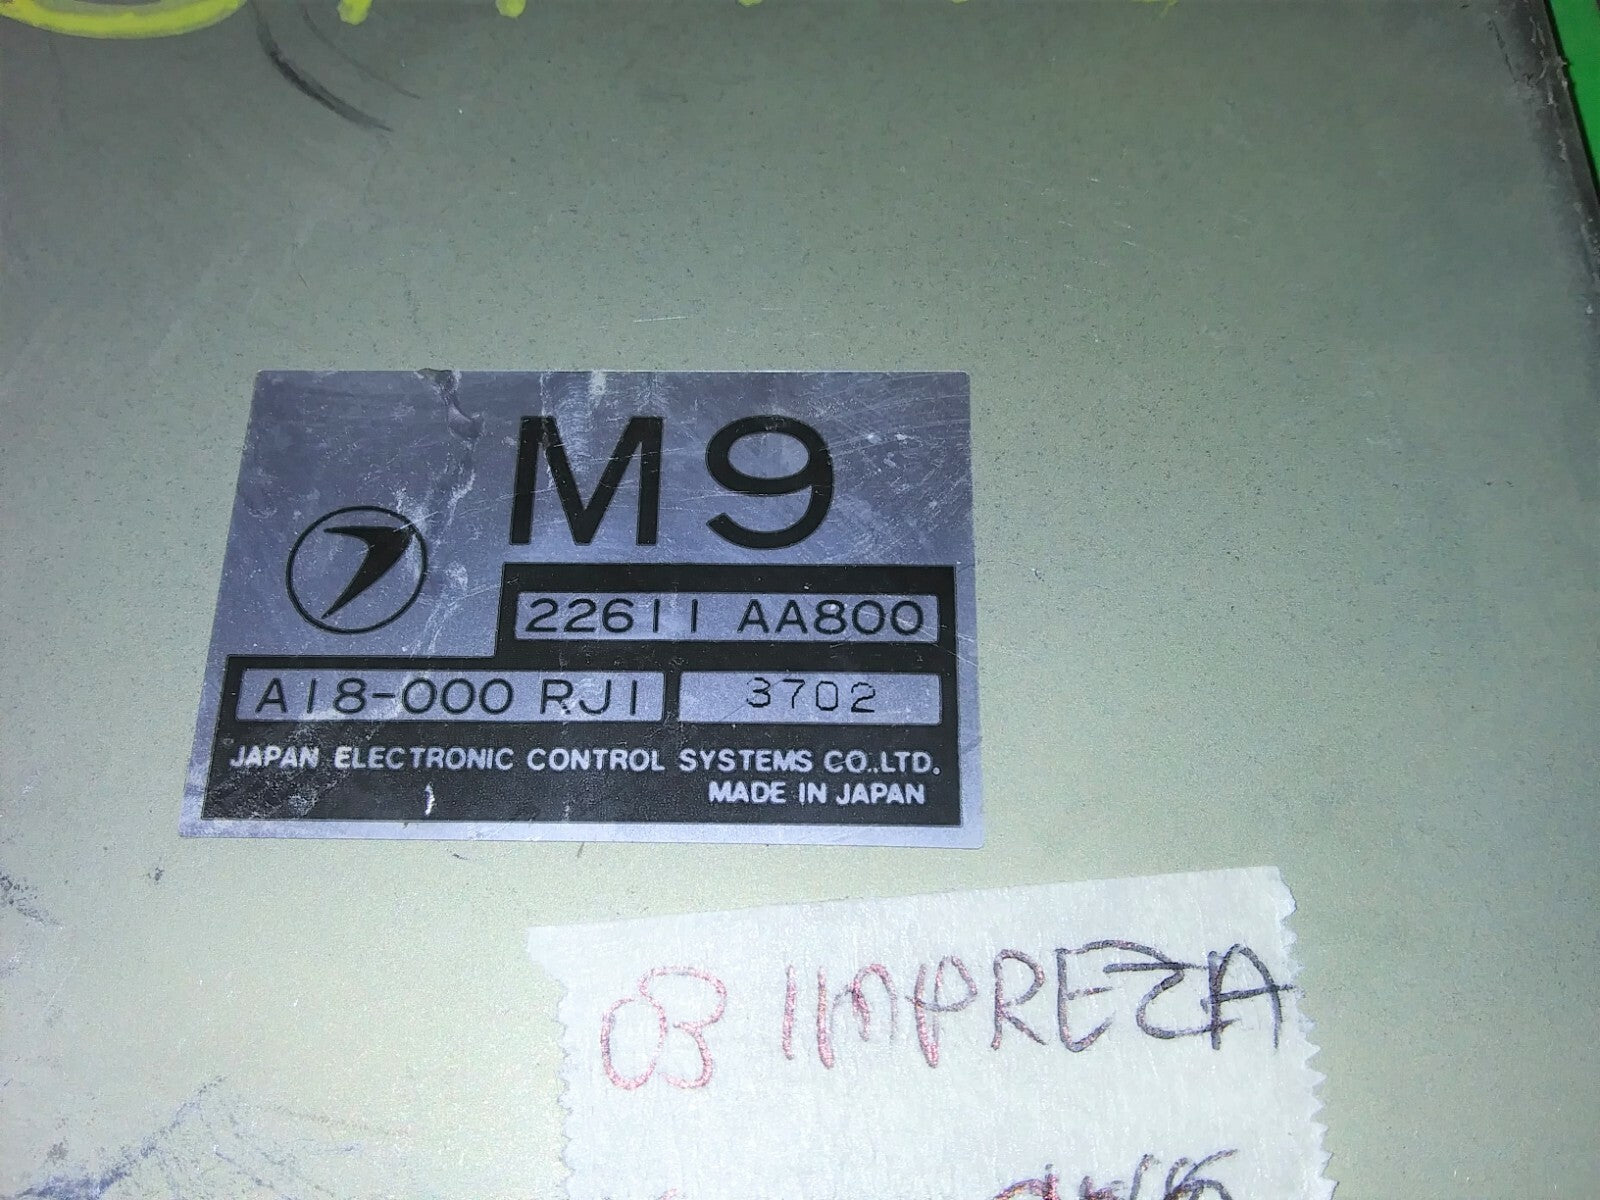 M9
22611 AA800
A18-000 RJ1 3702
JAPAN ELECTRONIC CONTROL SYSTEMS CO.,LTD.
MADE IN JAPAN
03 IMPREZA